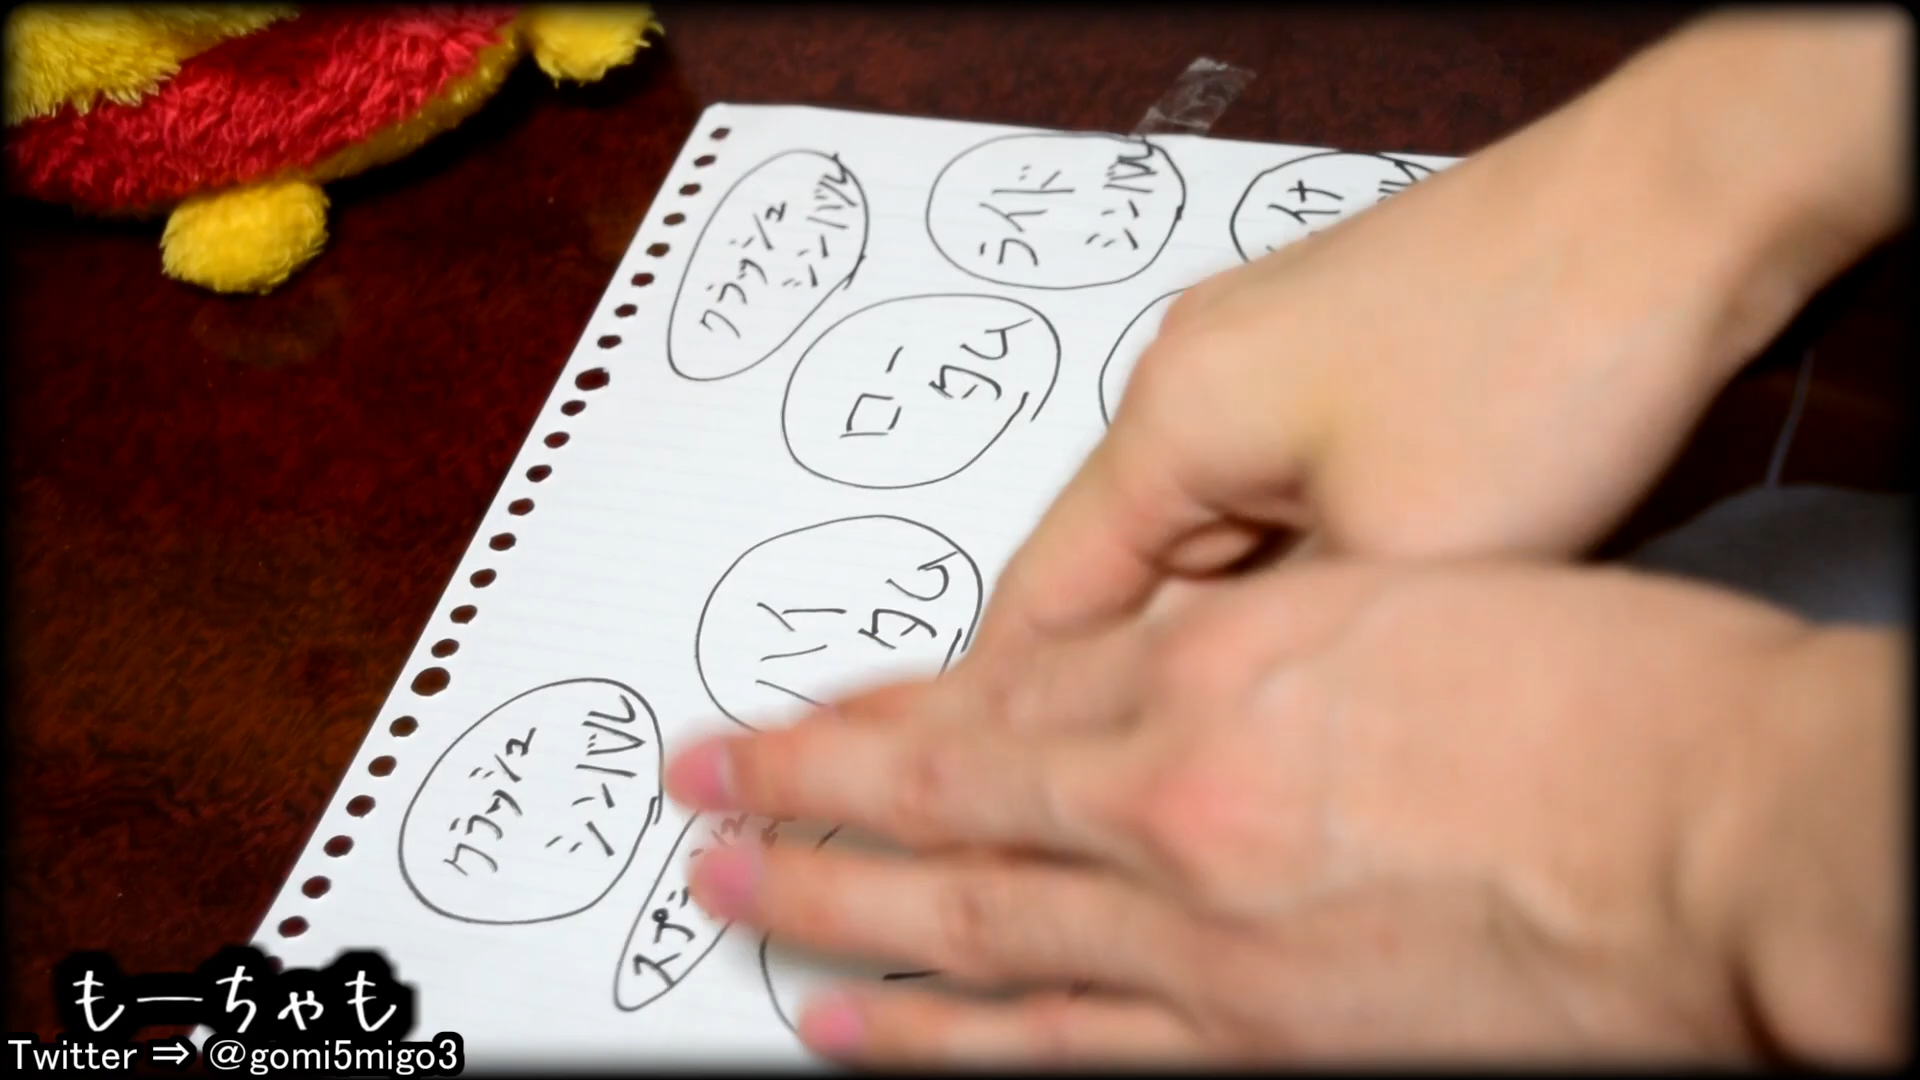 クラッシュ
シンバル
ライド
シンバル
ロー
タム
ハイ
タム
クラッシュ
シンバル
スプ
もーちゃも
Twitter ⇒ @gomi5migo3